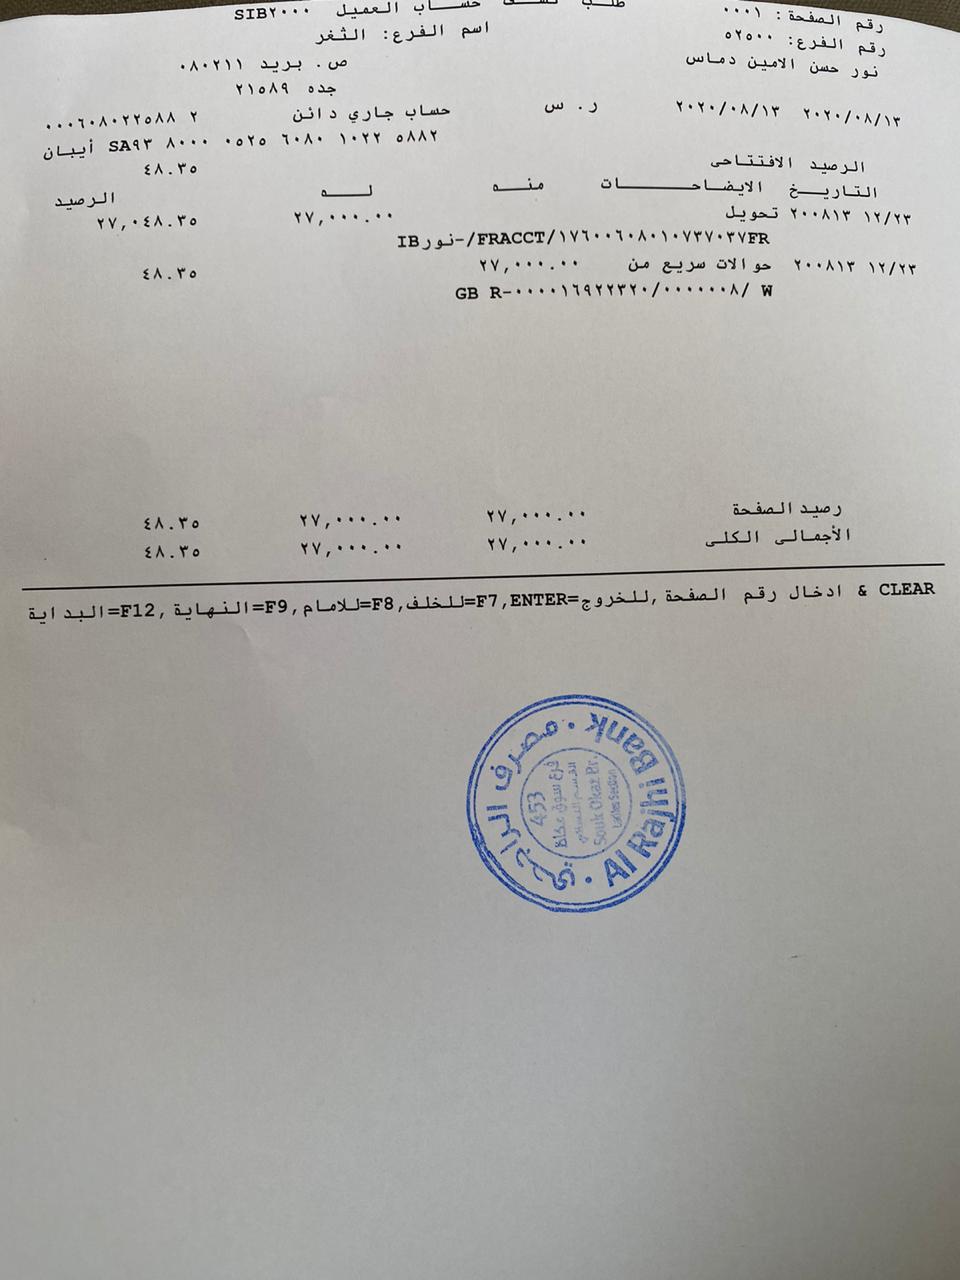 طلب كشف حساب العميل SIB٢٠٠٠
رقم الصفحة: ٠٠٠١
اسم الفرع: الثغر
رقم الفرع: ٥٢٥٠٠
ص. بريد ٠٨٠٢١١
نور حسن الامين دماس
جده ٢١٥٨٩
٢٠٢٠/٠٨/١٣ ٢٠٢٠/٠٨/١٣ ر. س حساب جاري دائن ٢ ٠٠٠٦٠٨٠٢٢٥٨٨
SA٩٣ ٨٠٠٠ ٠٥٢٥ ٦٠٨٠ ١٠٢٢ ٥٨٨٢ أيبان
الرصيد الافتتاحى ٤٨.٣٥
التاريخ الايضاحات منه له الرصيد
١٢/٢٣ ٢٠٠٨١٣ تحويل ٢٧,٠٠٠.٠٠ ٢٧,٠٤٨.٣٥
IBنور-/FRACCT/١٧٦٠٠٦٠٨٠١٠٧٣٧٠٣٧FR
١٢/٢٣ ٢٠٠٨١٣ حوالات سريع من ٢٧,٠٠٠.٠٠ ٤٨.٣٥
GB R-٠٠٠٠١٦٩٢٢٣٢٠/٠٠٠٠٠٠٨/ W
رصيد الصفحة ٢٧,٠٠٠.٠٠ ٢٧,٠٠٠.٠٠ ٤٨.٣٥
الأجمالى الكلى ٢٧,٠٠٠.٠٠ ٢٧,٠٠٠.٠٠ ٤٨.٣٥
CLEAR & ادخال رقم الصفحة ,للخروج=ENTER,F7=للخلف,F8=للامام,F9=النهاية ,F12=البداية
مصرف الراجحي
Al Rajhi Bank
453
فرع سوق عكاظ
القسم النسائي
Souk Okaz Br.
Ladies Section